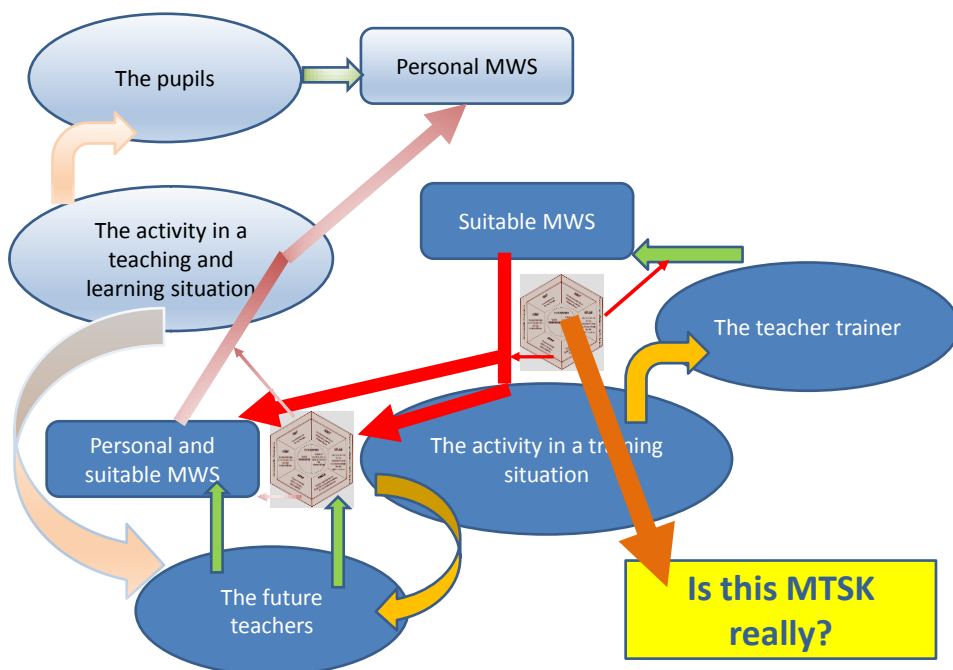 The pupils
Personal MWS
The activity in a
teaching and
learning situation
Suitable MWS
The teacher trainer
Personal and
suitable MWS
The activity in a training
situation
The future
teachers
Is this MTSK
really?